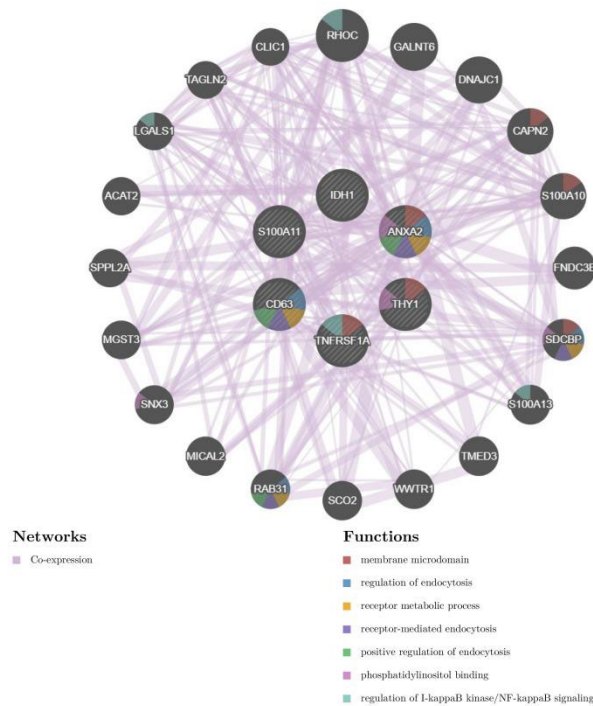 RHOC
CLIC1
GALNT6
TAGLN2
DNAJC1
LGALS1
CAPN2
IDH1
ACAT2
S100A10
S100A11
ANXA2
SPPL2A
FNDC3B
CD63
THY1
MGST3
TNFRSF1A
SDCBP
SNX3
S100A13
MICAL2
TMED3
RAB31
SCO2
WWTR1
Networks
Co-expression
Functions
membrane microdomain
regulation of endocytosis
receptor metabolic process
receptor-mediated endocytosis
positive regulation of endocytosis
phosphatidylinositol binding
regulation of I-kappaB kinase/NF-kappaB signaling